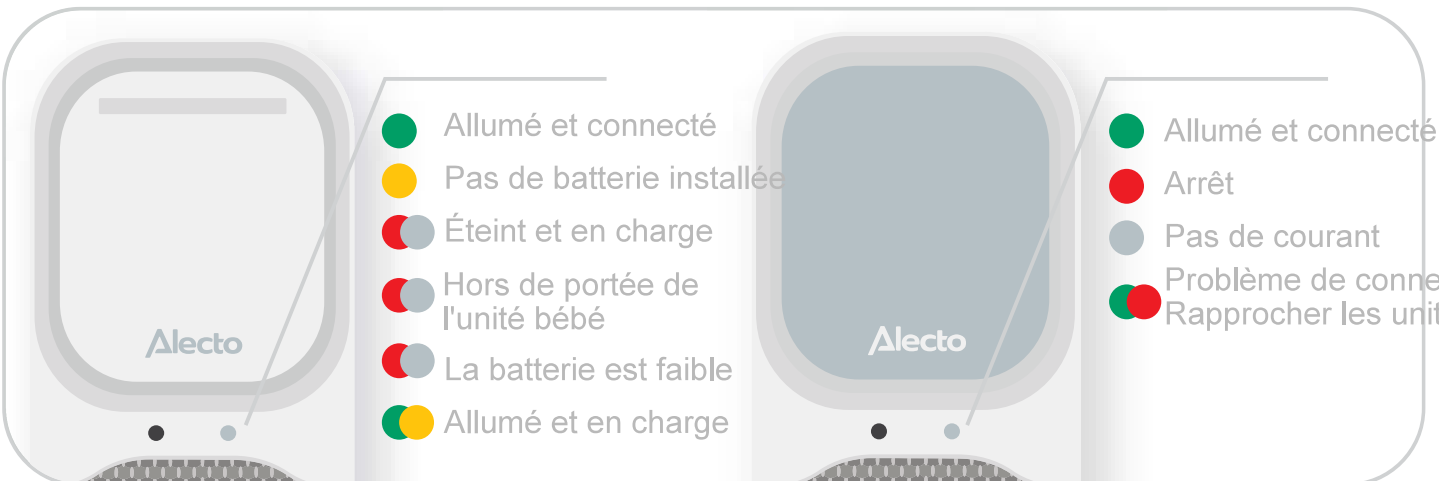 Allumé et connecté
Pas de batterie installée
Éteint et en charge
Hors de portée de
l'unité bébé
La batterie est faible
Allumé et en charge
Alecto
Allumé et connecté
Arrêt
Pas de courant
Problème de
Rapprocher les
Alecto